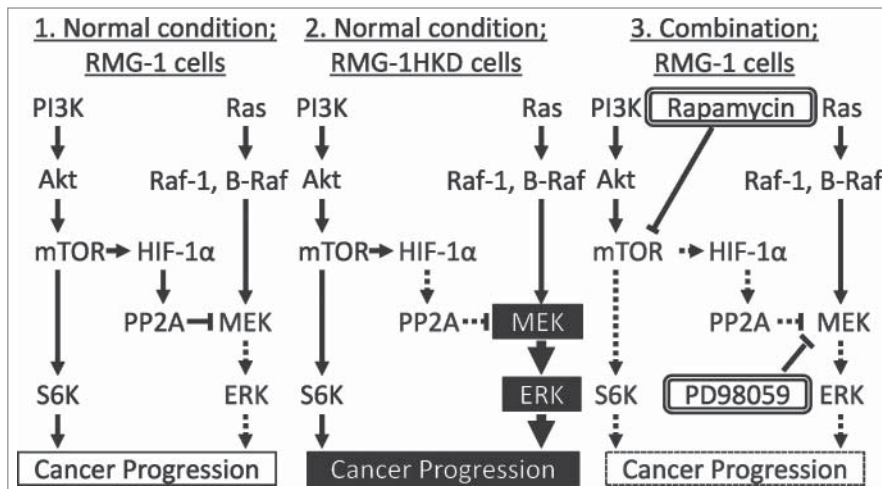 1. Normal condition;
RMG-1 cells
PI3K Ras
Akt Raf-1, B-Raf
mTOR HIF-1α
PP2A MEK
S6K ERK
Cancer Progression
2. Normal condition;
RMG-1HKD cells
PI3K Ras
Akt Raf-1, B-Raf
mTOR HIF-1α
PP2A MEK
S6K ERK
Cancer Progression
3. Combination;
RMG-1 cells
PI3K Rapamycin Ras
Akt Raf-1, B-Raf
mTOR HIF-1α
PP2A MEK
S6K PD98059 ERK
Cancer Progression